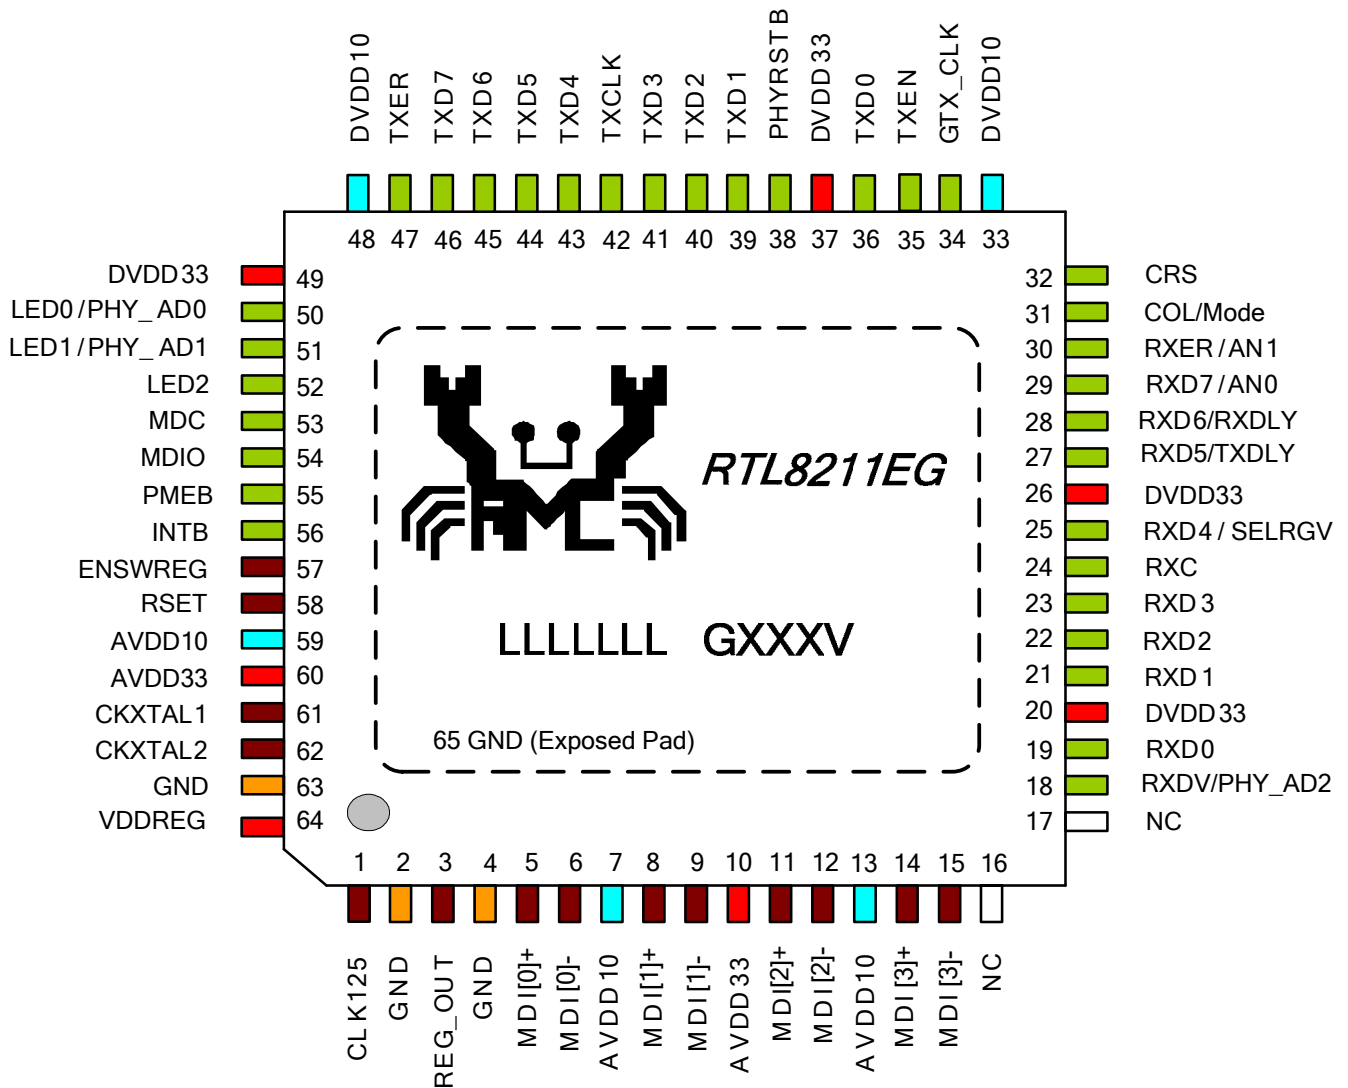 DVDD10
TXER
TXD7
TXD6
TXD5
TXD4
TXCLK
TXD3
TXD2
TXD1
PHYRSTB
DVDD33
TXD0
TXEN
GTX_CLK
DVDD10
48 47 46 45 44 43 42 41 40 39 38 37 36 35 34 33
DVDD33 49
LED0/PHY_AD0 50
LED1/PHY_AD1 51
LED2 52
MDC 53
MDIO 54
PMEB 55
INTB 56
ENSWREG 57
RSET 58
AVDD10 59
AVDD33 60
CKXTAL1 61
CKXTAL2 62
GND 63
VDDREG 64
32 CRS
31 COL/Mode
30 RXER/AN1
29 RXD7/AN0
28 RXD6/RXDLY
27 RXD5/TXDLY
26 DVDD33
25 RXD4/SELRGV
24 RXC
23 RXD3
22 RXD2
21 RXD1
20 DVDD33
19 RXD0
18 RXDV/PHY_AD2
17 NC
RTL8211EG
LLLLLLL GXXXV
65 GND (Exposed Pad)
1 2 3 4 5 6 7 8 9 10 11 12 13 14 15 16
CLK125
GND
REG_OUT
GND
MDI[0]+
MDI[0]-
AVDD10
MDI[1]+
MDI[1]-
AVDD33
MDI[2]+
MDI[2]-
AVDD10
MDI[3]+
MDI[3]-
NC